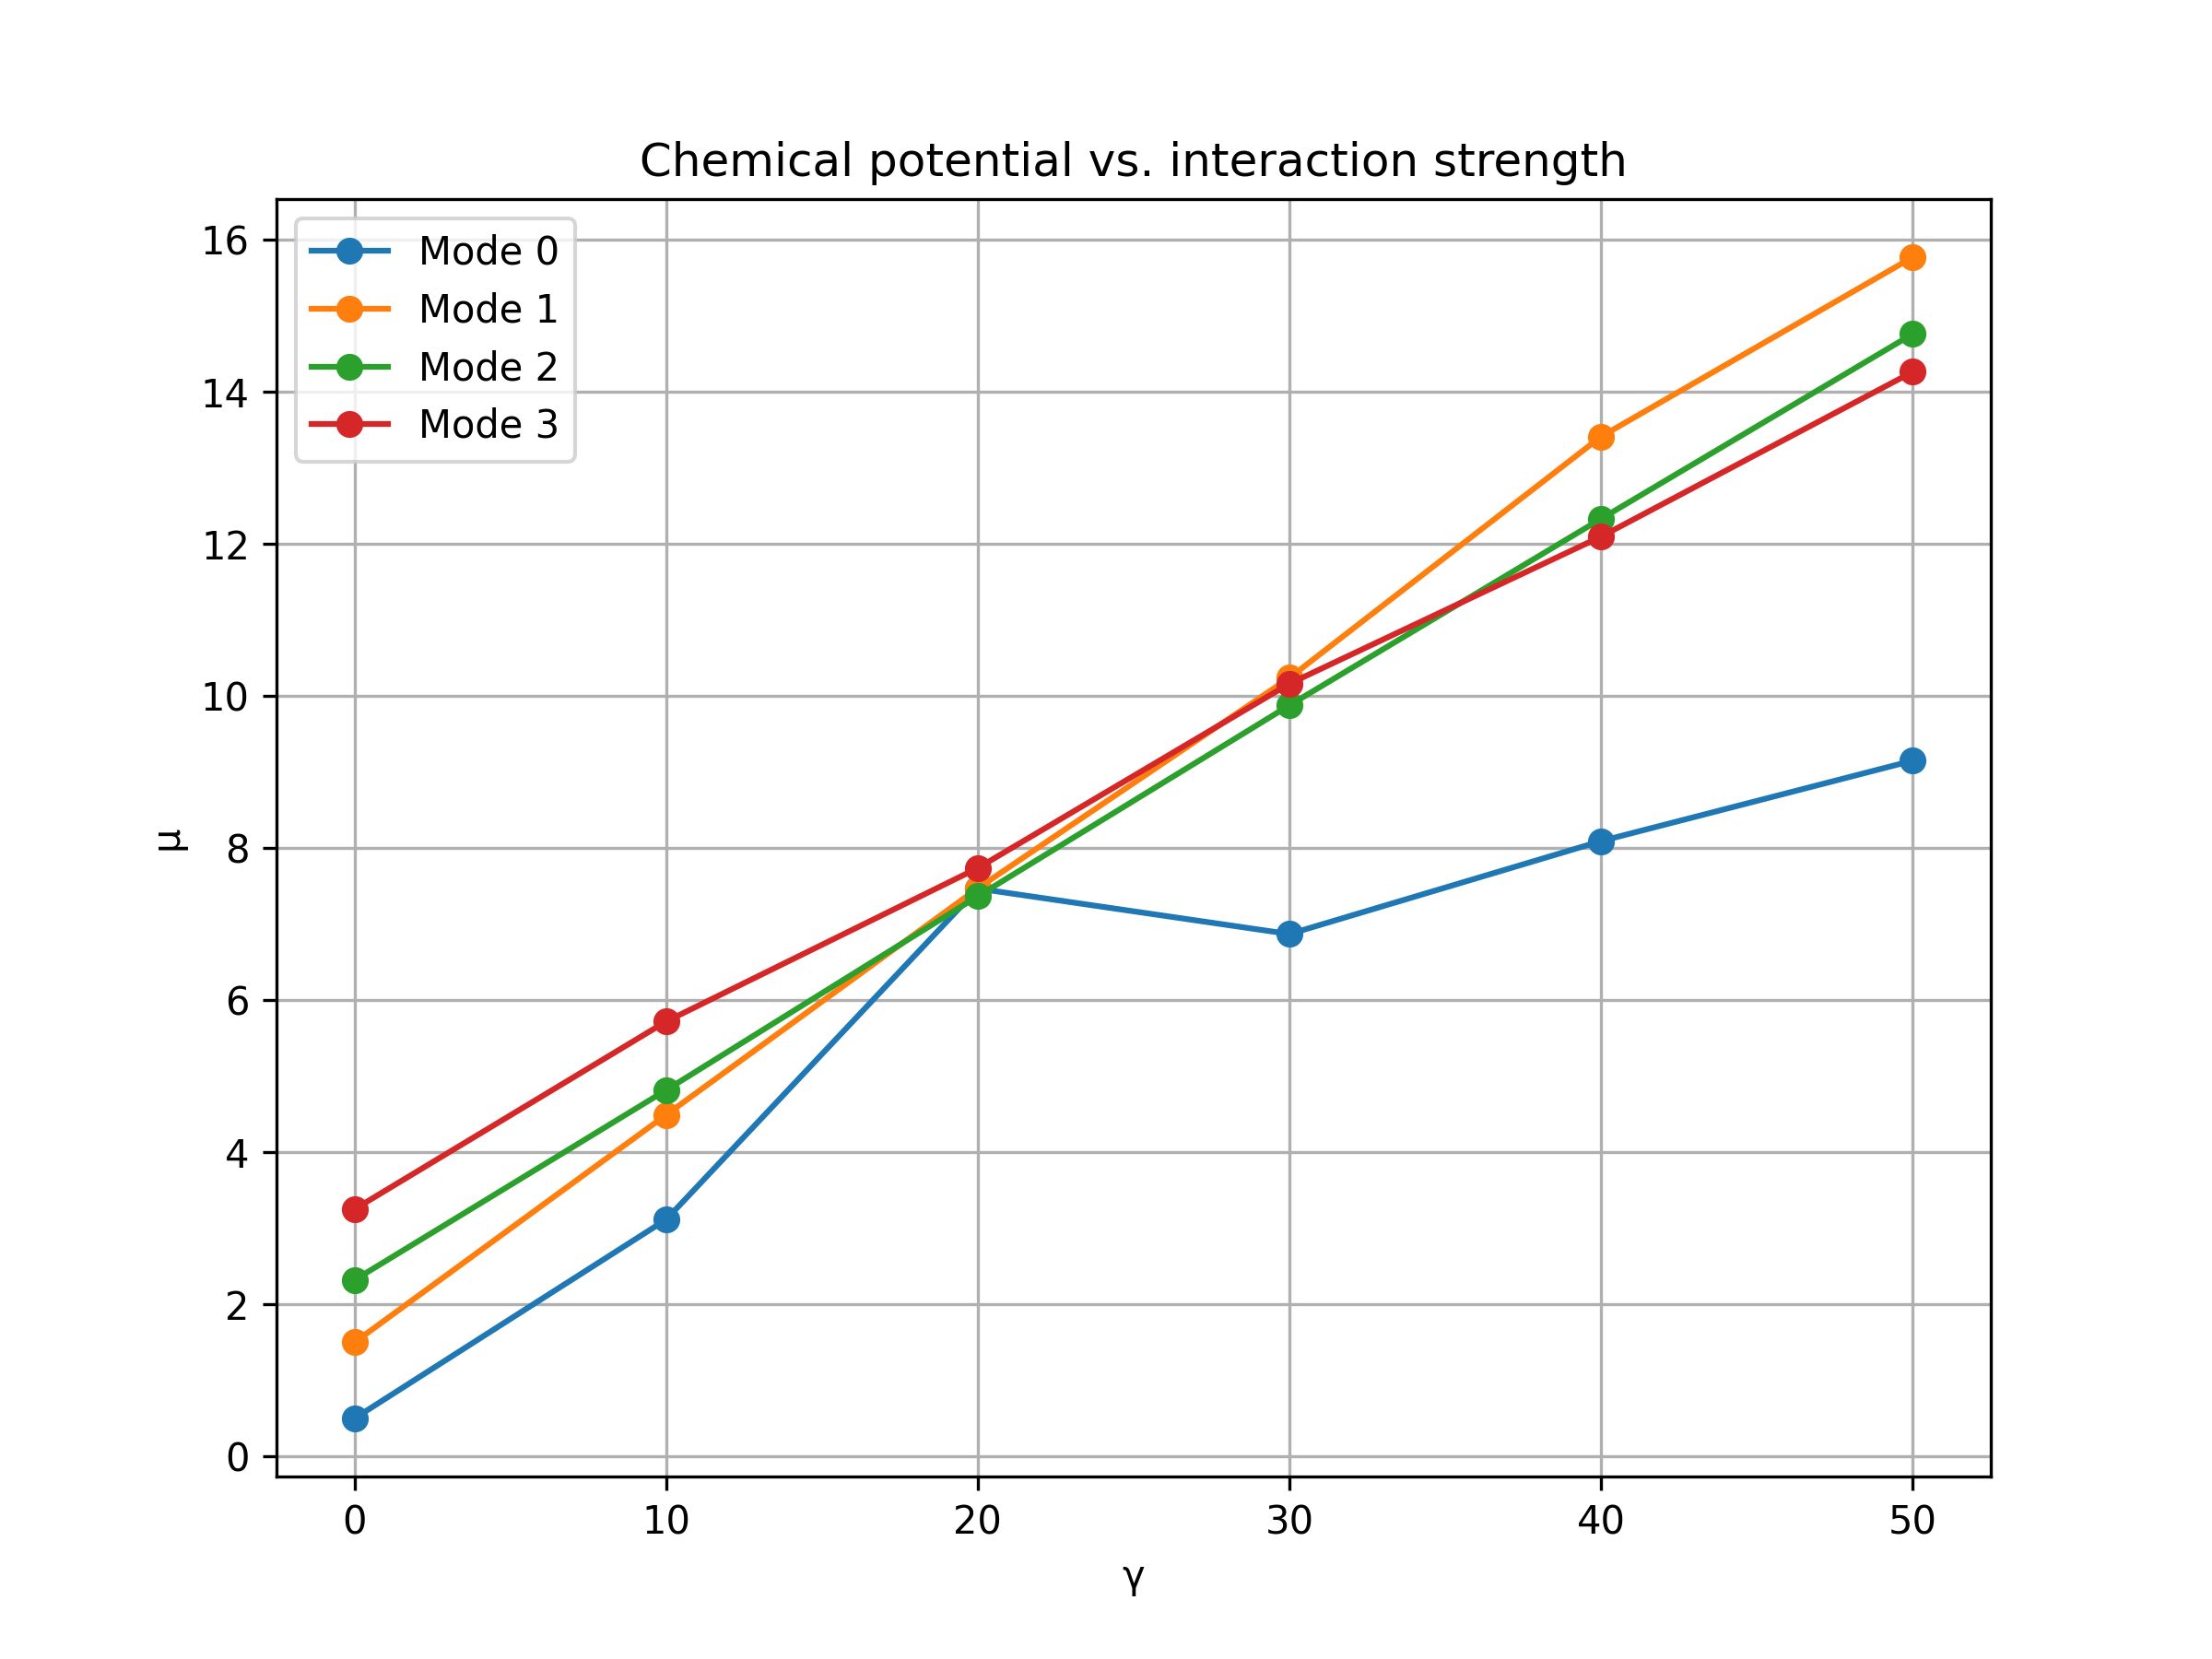 Chemical potential vs. interaction strength
Mode 0
Mode 1
Mode 2
Mode 3
16
14
12
10
8
6
4
2
0
μ
0 10 20 30 40 50
γ